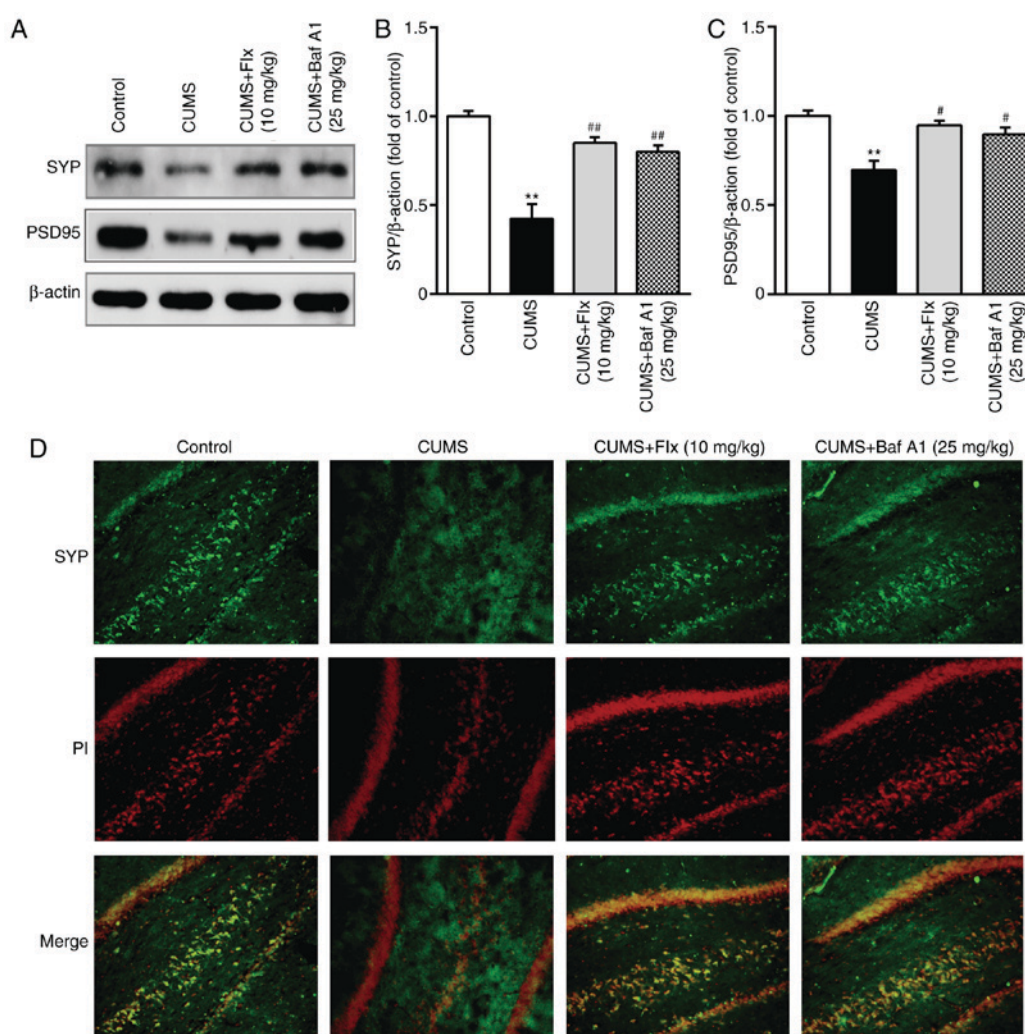 A
Control
CUMS
CUMS+Flx
(10 mg/kg)
CUMS+Baf A1
(25 mg/kg)
SYP
PSD95
β-actin
B
SYP/β-action (fold of control)
1.5
1.0
0.5
0
**
##
##
Control
CUMS
CUMS+Flx
(10 mg/kg)
CUMS+Baf A1
(25 mg/kg)
C
PSD95/β-action (fold of control)
1.5
1.0
0.5
0
**
#
#
Control
CUMS
CUMS+Flx
(10 mg/kg)
CUMS+Baf A1
(25 mg/kg)
D
Control
CUMS
CUMS+Flx (10 mg/kg)
CUMS+Baf A1 (25 mg/kg)
SYP
PI
Merge